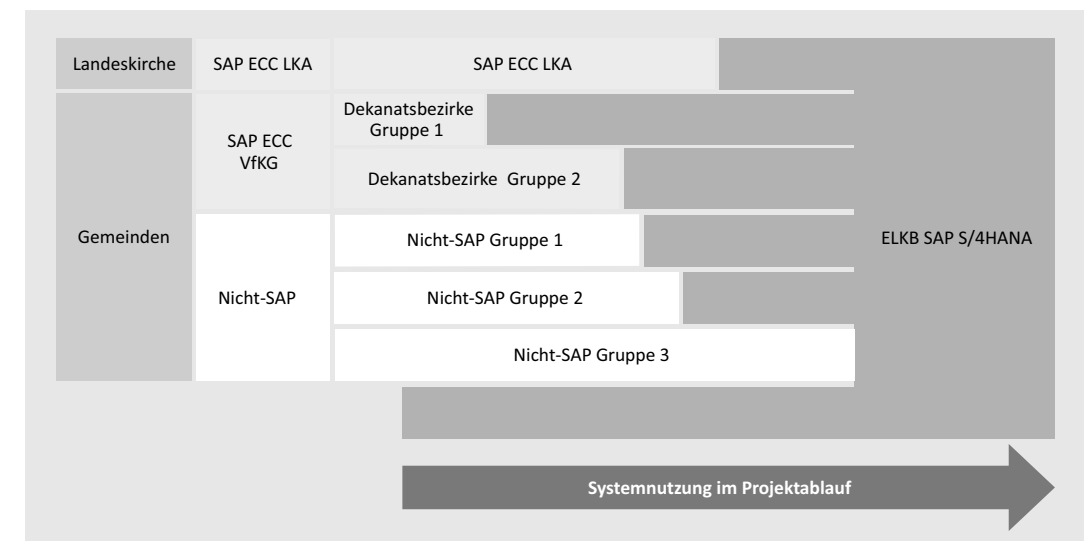 Landeskirche
SAP ECC LKA
SAP ECC LKA
Gemeinden
SAP ECC
VfKG
Dekanatsbezirke
Gruppe 1
Dekanatsbezirke Gruppe 2
Nicht-SAP
Nicht-SAP Gruppe 1
Nicht-SAP Gruppe 2
Nicht-SAP Gruppe 3
ELKB SAP S/4HANA
Systemnutzung im Projektablauf